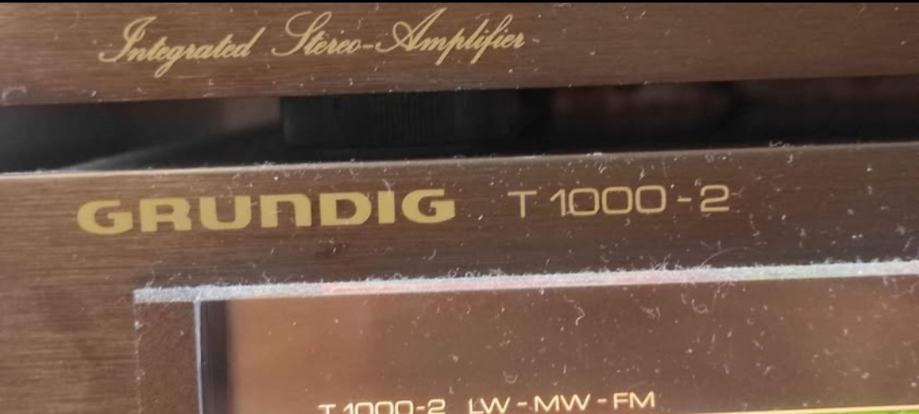 Integrated Stereo-Amplifier
GRUNDIG T 1000-2
T 1000-2 LW-MW-FM